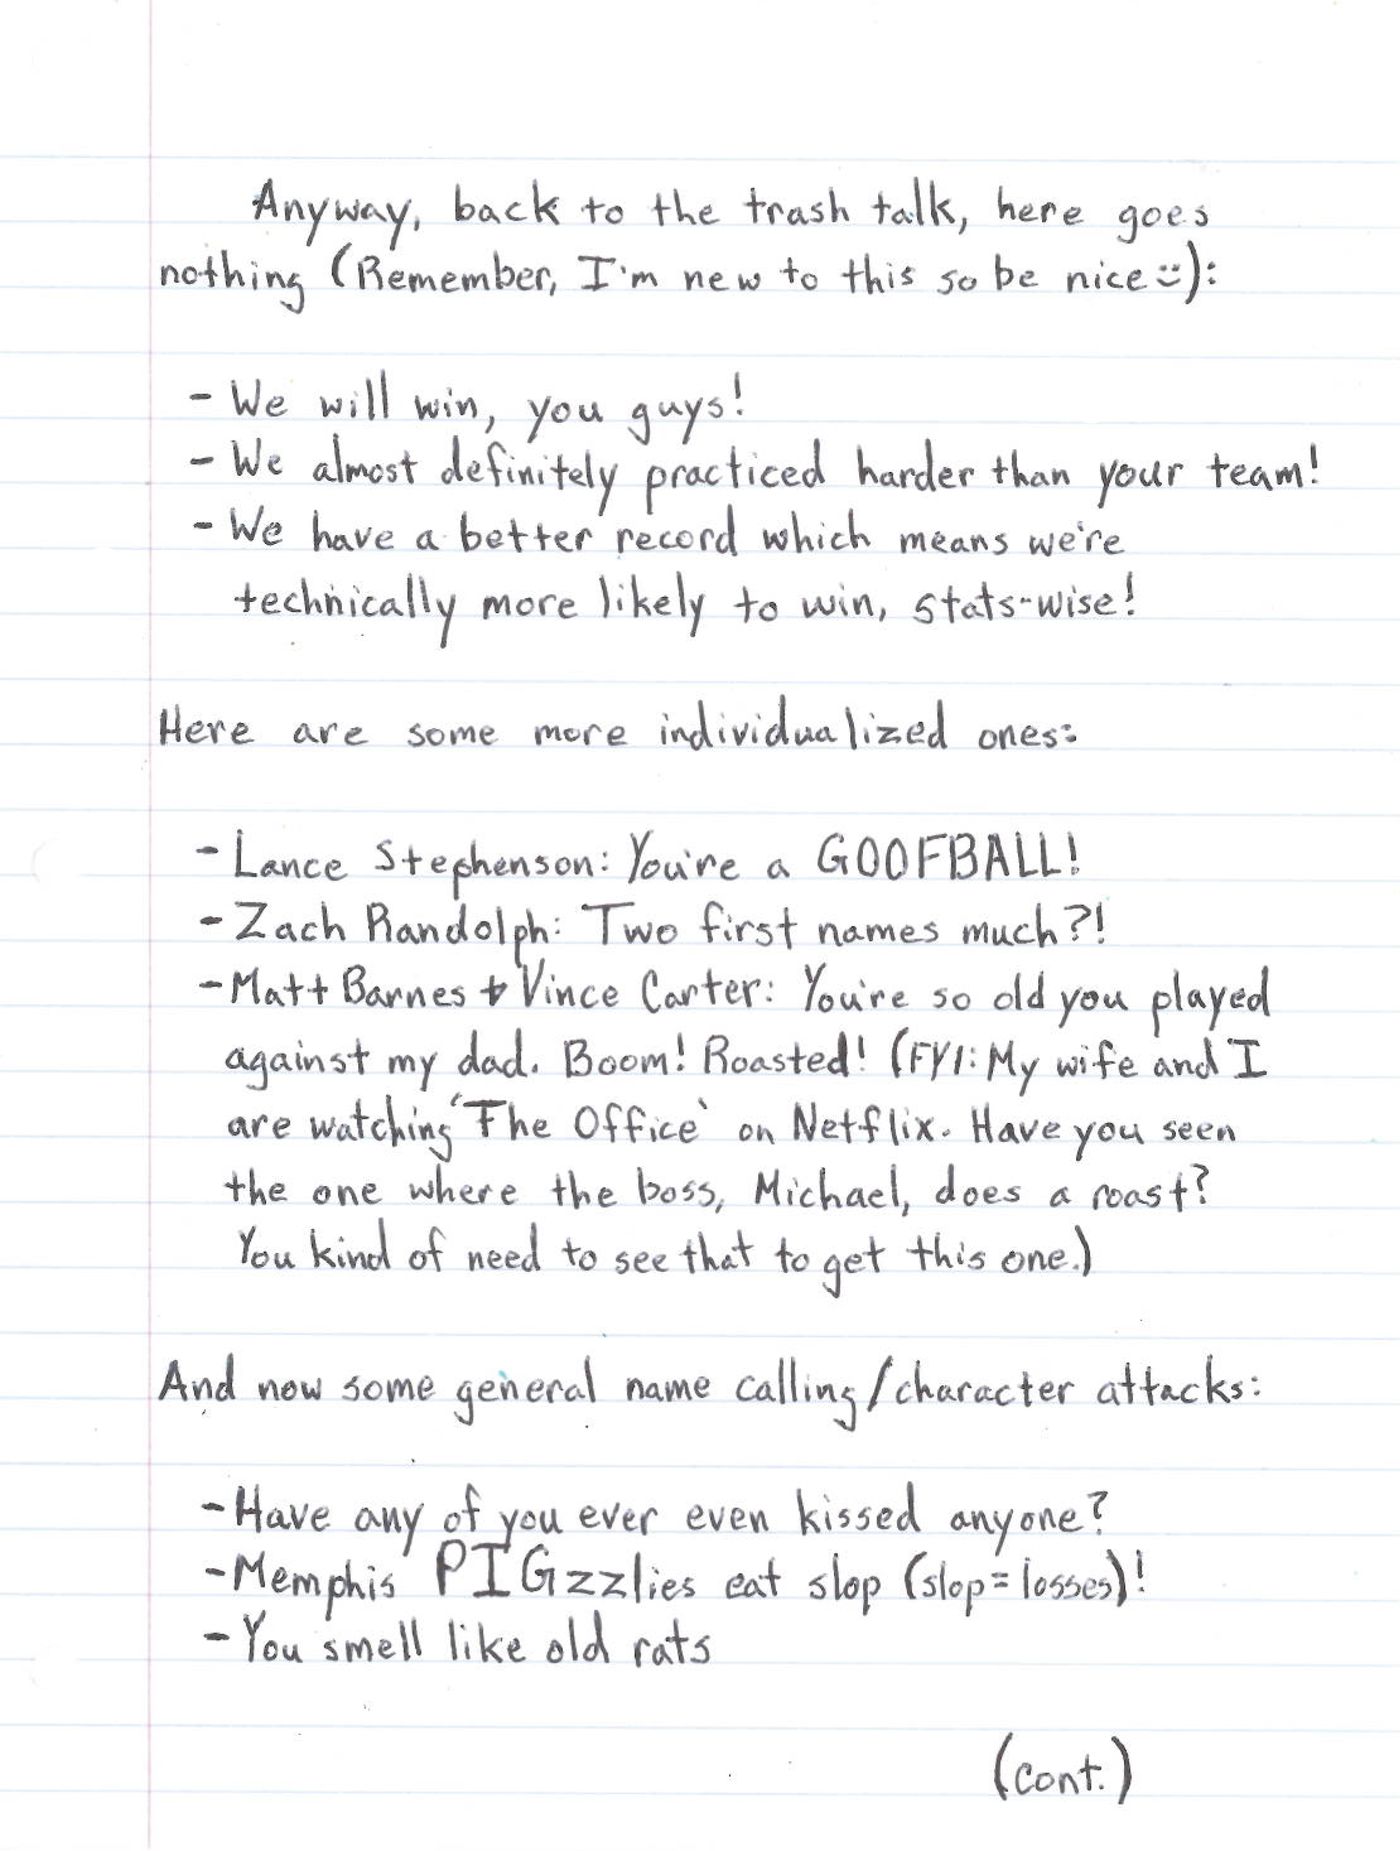 Anyway, back to the trash talk, here goes
nothing (Remember, I'm new to this so be nice :)):
- We will win, you guys!
- We almost definitely practiced harder than your team!
- We have a better record which means we're
technically more likely to win, stats-wise!
Here are some more individualized ones:
- Lance Stephenson: You're a GOOFBALL!
- Zach Randolph: Two first names much?!
- Matt Barnes + Vince Carter: You're so old you played
against my dad. Boom! Roasted! (FYI: My wife and I
are watching 'The Office' on Netflix. Have you seen
the one where the boss, Michael, does a roast?
You kind of need to see that to get this one.)
And now some general name calling/character attacks:
- Have any of you ever even kissed anyone?
- Memphis PIGzzlies eat slop (slop=losses)!
- You smell like old rats
(cont.)